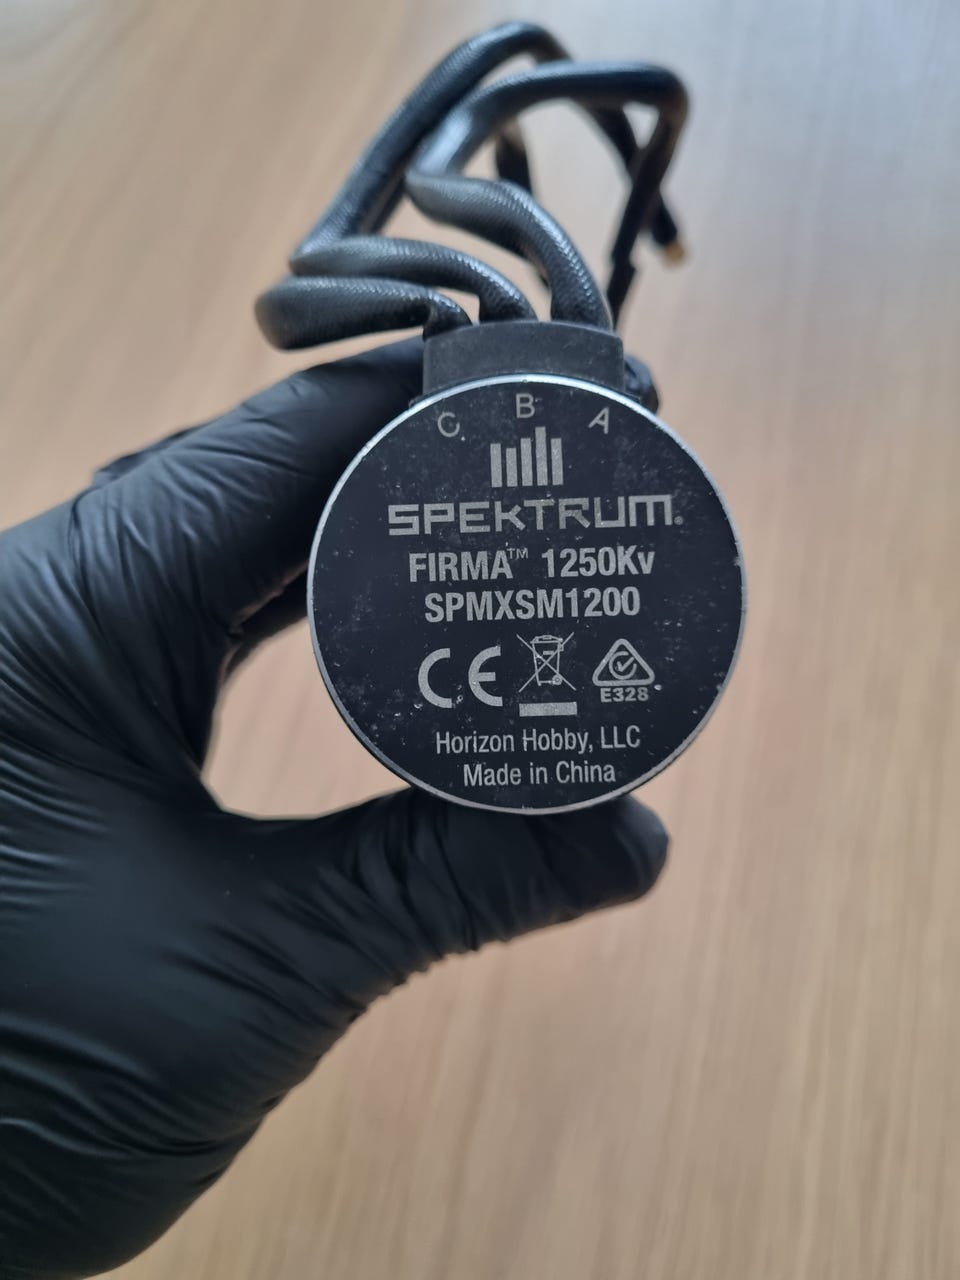 C B A
SPEKTRUM.
FIRMA™ 1250Kv
SPMXSM1200
CE
E328
Horizon Hobby, LLC
Made in China